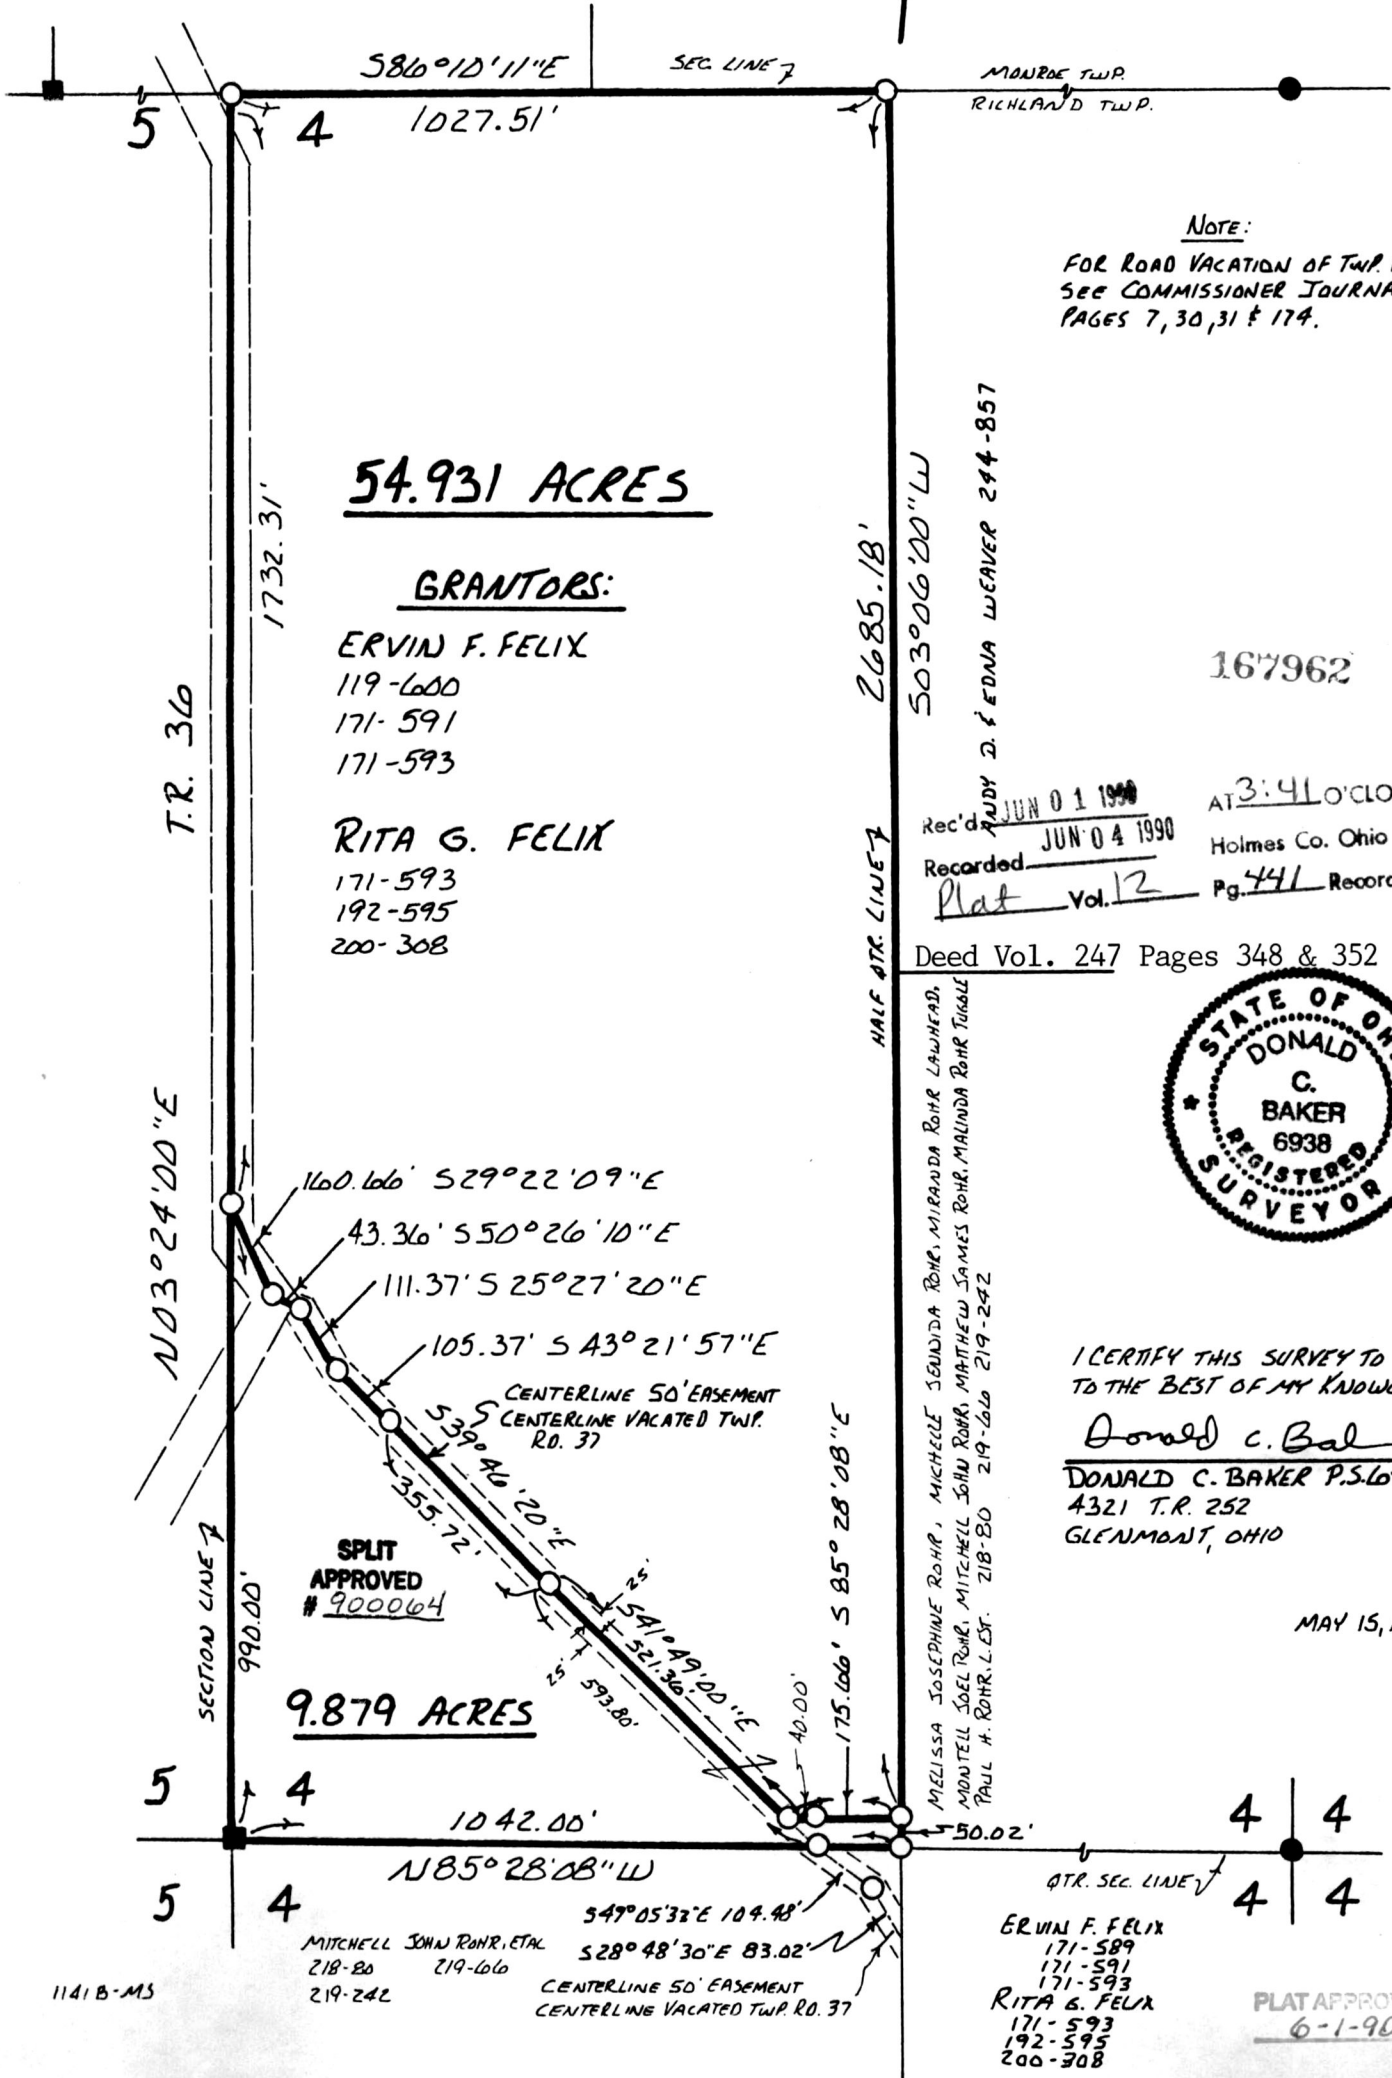 S86°10'11"E
SEC. LINE
MONROE TWP.
RICHLAND TWP.
1027.51'
5
4
NOTE:
FOR ROAD VACATION OF TWP.
SEE COMMISSIONER JOURNA
PAGES 7, 30, 31 & 174.
54.931 ACRES
GRANTORS:
ERVIN F. FELIX
119-600
171-591
171-593
RITA G. FELIX
171-593
192-595
200-308
1732.31'
T.R. 36
N03°24'00"E
2685.18'
S03°06'00"W
HALF QTR. LINE
ANDY D. & EDNA WEAVER 244-857
167962
Rec'd. JUN 01 1990 AT 3:41 O'CLO
Recorded JUN 04 1990 Holmes Co. Ohio
Plat Vol. 12 Pg. 441 Record
Deed Vol. 247 Pages 348 & 352
STATE OF OH
DONALD
C.
BAKER
6938
REGISTERED
SURVEYOR
160.66' S29°22'09"E
43.36' S50°26'10"E
111.37' S25°27'20"E
105.37' S43°21'57"E
CENTERLINE 50' EASEMENT
CENTERLINE VACATED TWP.
RD. 37
S39°46'20"E
355.72'
MELISSA JOSEPHINE ROHR, MICHELLE JENNIDA ROHR, MIRANDA ROHR LAWHEAD,
MONTELL JOEL ROHR, MITCHELL JOHN ROHR, MATHEW JAMES ROHR, MALINDA ROHR TUGGLE
PAUL H. ROHR, L. EST. 218-80 219-606 219-242
I CERTIFY THIS SURVEY TO
TO THE BEST OF MY KNOWL
Donald C. Bak
DONALD C. BAKER P.S. 69
4321 T.R. 252
GLENMONT, OHIO
MAY 15,
SPLIT
APPROVED
# 900064
SECTION LINE
990.00'
25'
S41°49'00"E
521.36'
25'
593.80'
40.00'
175.66' S85°28'08"E
9.879 ACRES
5
4
1042.00'
50.02'
N85°28'08"W
4
4
QTR. SEC. LINE
4
4
5
4
S49°05'33"E 104.48'
S28°48'30"E 83.02'
CENTERLINE 50' EASEMENT
CENTERLINE VACATED TWP. RD. 37
MITCHELL JOHN ROHR, ETAL
218-80 219-606
219-242
1141B-MS
ERVIN F. FELIX
171-589
171-591
171-593
RITA G. FELIX
171-593
192-595
200-308
PLAT APPROV
6-1-90